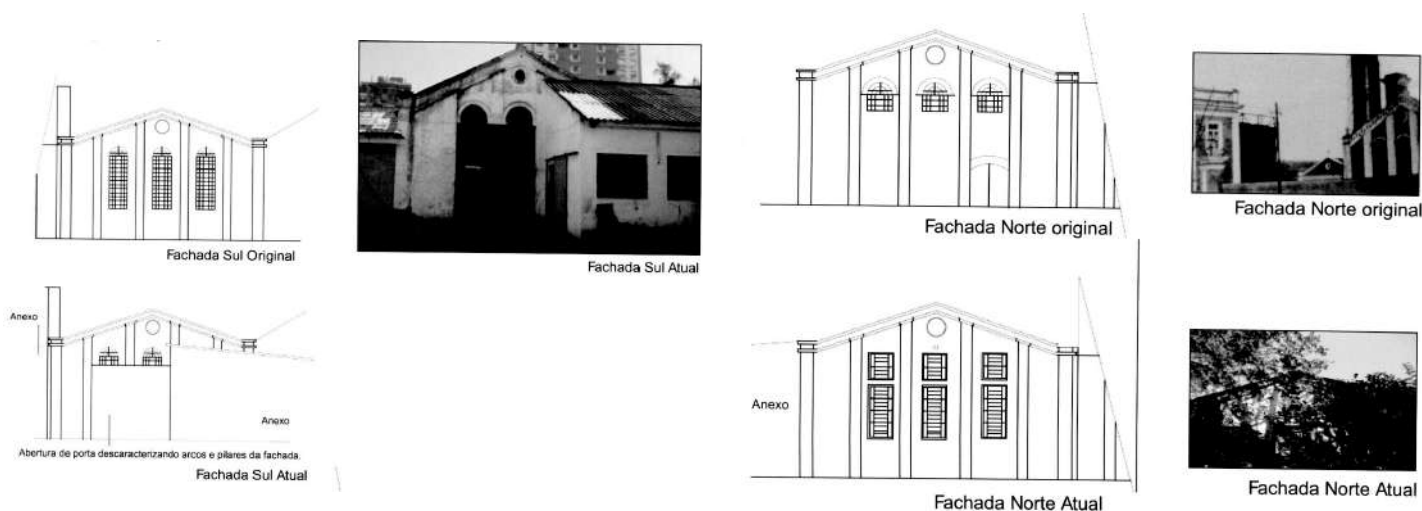 Fachada Sul Original
Fachada Sul Atual
Anexo
Anexo
Abertura de porta descaracterizando arcos e pilares da fachada.
Fachada Sul Atual
Fachada Norte original
Fachada Norte original
Anexo
Fachada Norte Atual
Fachada Norte Atual